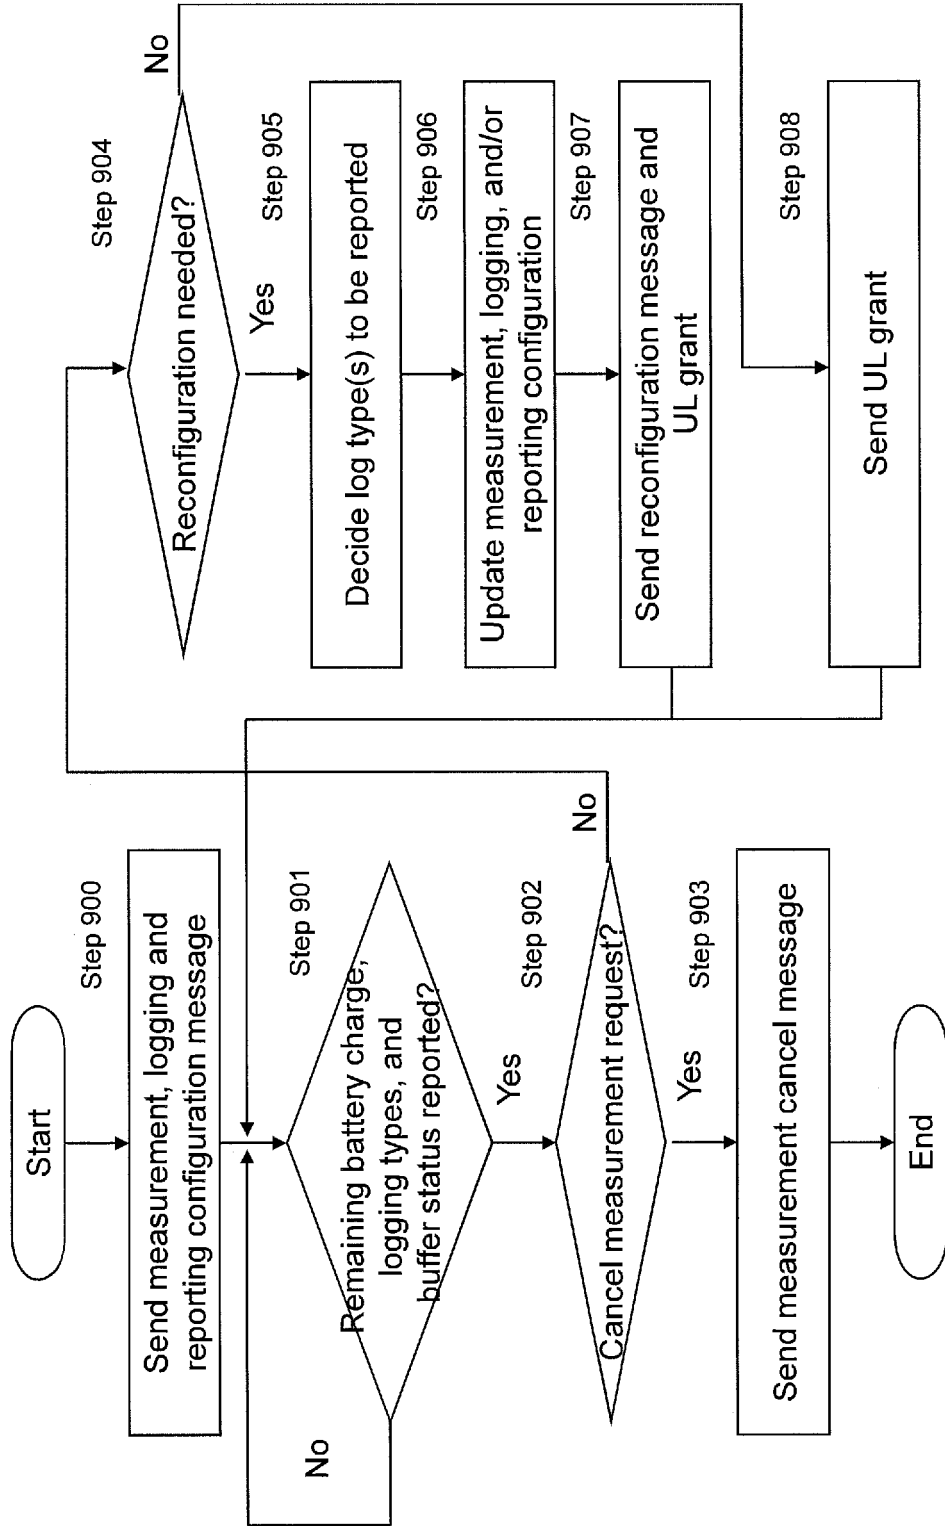 Start
Step 900
Send measurement, logging and
reporting configuration message
Step 901
Remaining battery charge,
logging types, and
buffer status reported?
No
Yes
Step 902
Cancel measurement request?
No
Yes
Step 903
Send measurement cancel message
End
Step 904
Reconfiguration needed?
No
Yes
Step 905
Decide log type(s) to be reported
Step 906
Update measurement, logging, and/or
reporting configuration
Step 907
Send reconfiguration message and
UL grant
Step 908
Send UL grant